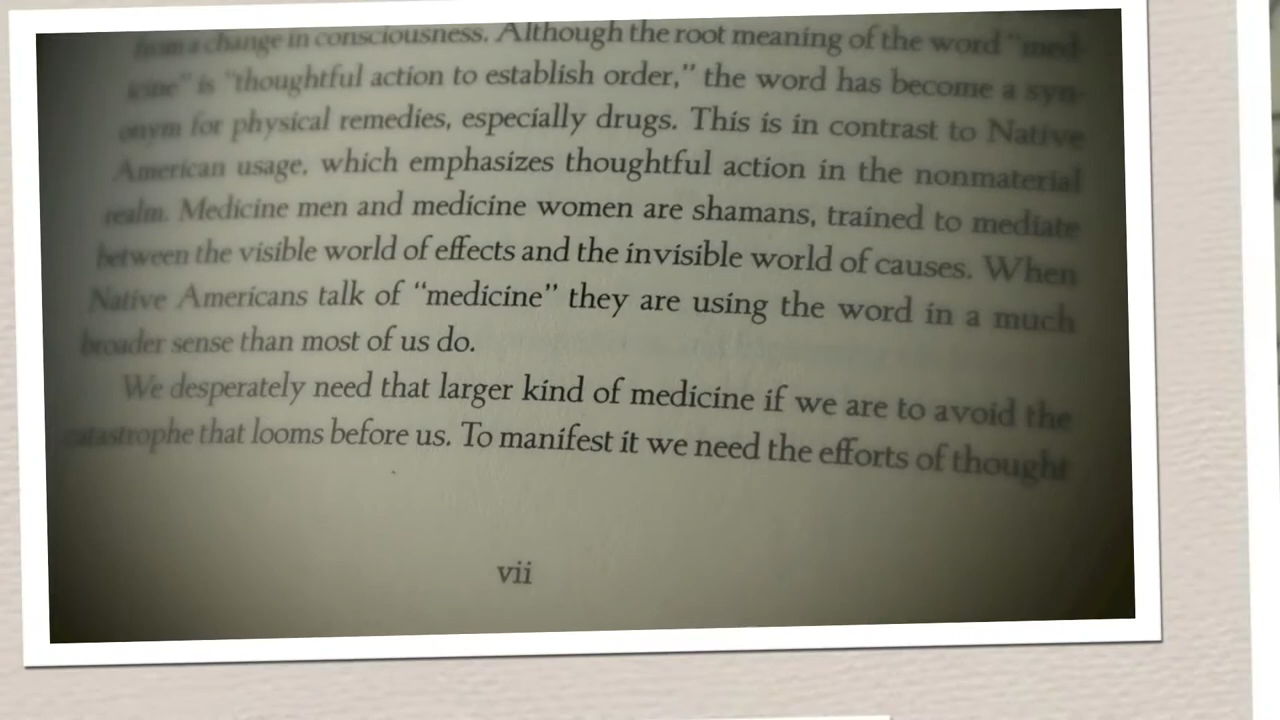 from a change in consciousness. Although the root meaning of the word "med-
icine" is "thoughtful action to establish order," the word has become a syn-
onym for physical remedies, especially drugs. This is in contrast to Native
American usage, which emphasizes thoughtful action in the nonmaterial
realm. Medicine men and medicine women are shamans, trained to mediate
between the visible world of effects and the invisible world of causes. When
Native Americans talk of "medicine" they are using the word in a much
broader sense than most of us do.
We desperately need that larger kind of medicine if we are to avoid the
catastrophe that looms before us. To manifest it we need the efforts of thought
vii